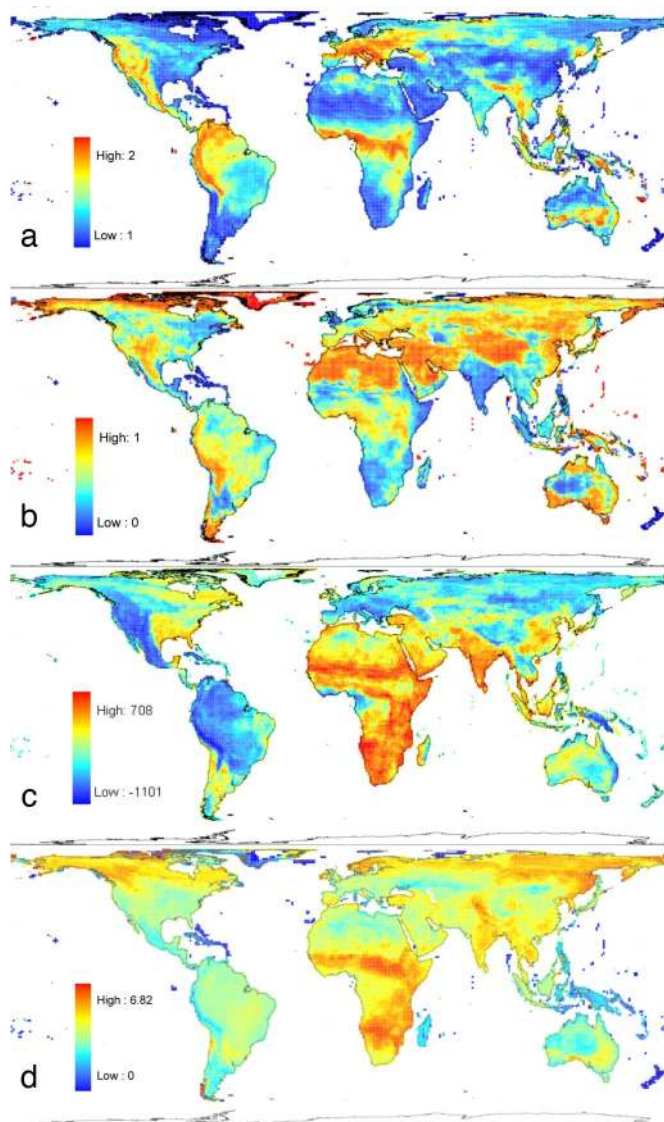 High: 2
Low : 1
a
High: 1
Low : 0
b
High: 708
Low : -1101
c
High : 6.82
Low : 0
d